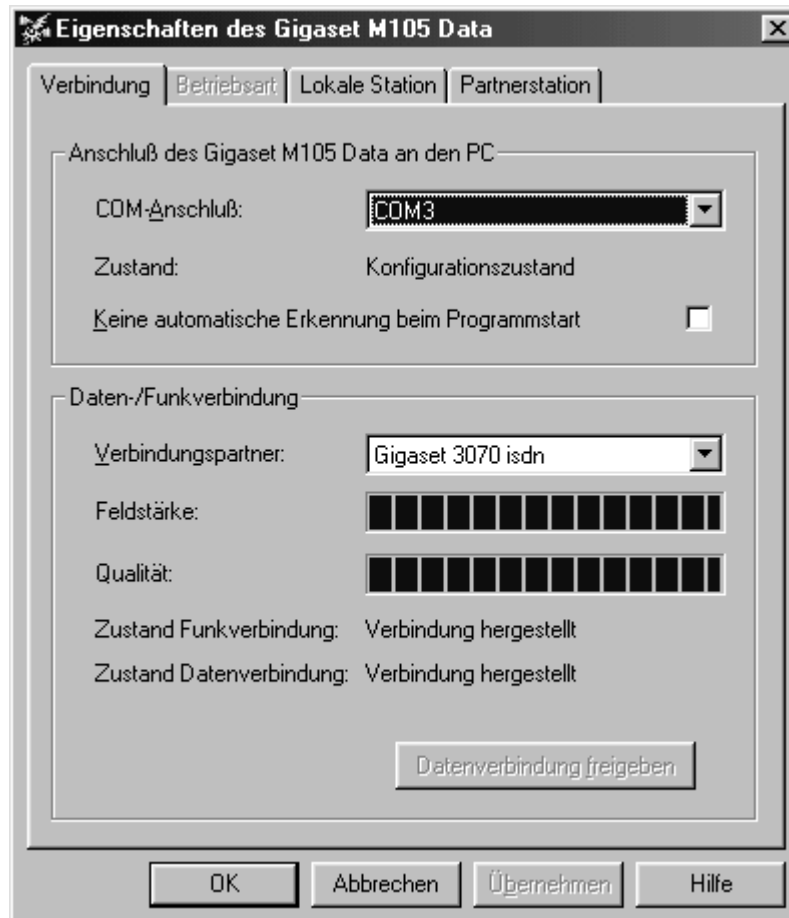 Eigenschaften des Gigaset M105 Data
Verbindung Betriebsart Lokale Station Partnerstation
Anschluß des Gigaset M105 Data an den PC
COM-Anschluß: COM3
Zustand: Konfigurationszustand
Keine automatische Erkennung beim Programmstart
Daten-/Funkverbindung
Verbindungspartner: Gigaset 3070 isdn
Feldstärke:
Qualität:
Zustand Funkverbindung: Verbindung hergestellt
Zustand Datenverbindung: Verbindung hergestellt
Datenverbindung freigeben
OK Abbrechen Übernehmen Hilfe